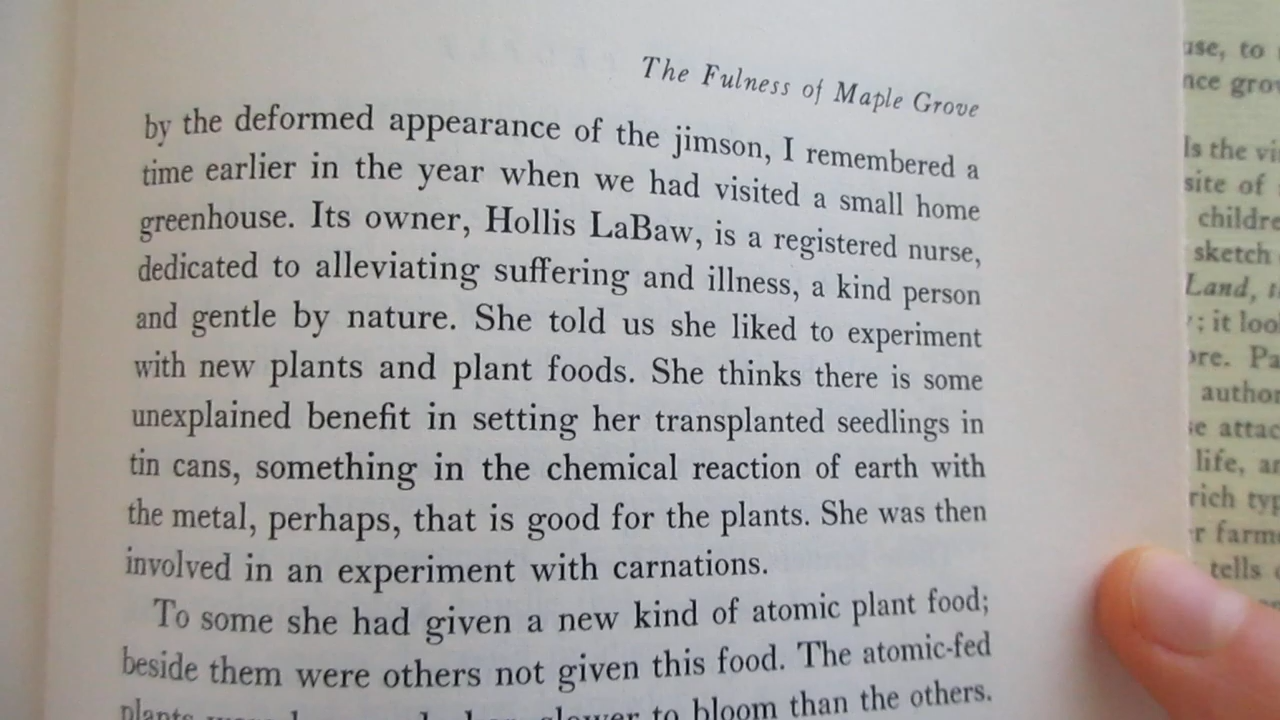 The Fulness of Maple Grove
by the deformed appearance of the jimson, I remembered a
time earlier in the year when we had visited a small home
greenhouse. Its owner, Hollis LaBaw, is a registered nurse,
dedicated to alleviating suffering and illness, a kind person
and gentle by nature. She told us she liked to experiment
with new plants and plant foods. She thinks there is some
unexplained benefit in setting her transplanted seedlings in
tin cans, something in the chemical reaction of earth with
the metal, perhaps, that is good for the plants. She was then
involved in an experiment with carnations.
To some she had given a new kind of atomic plant food;
beside them were others not given this food. The atomic-fed
plants slower to bloom than the others.
to
grov
the
site of
sketch
Land,
; it
life,
tells